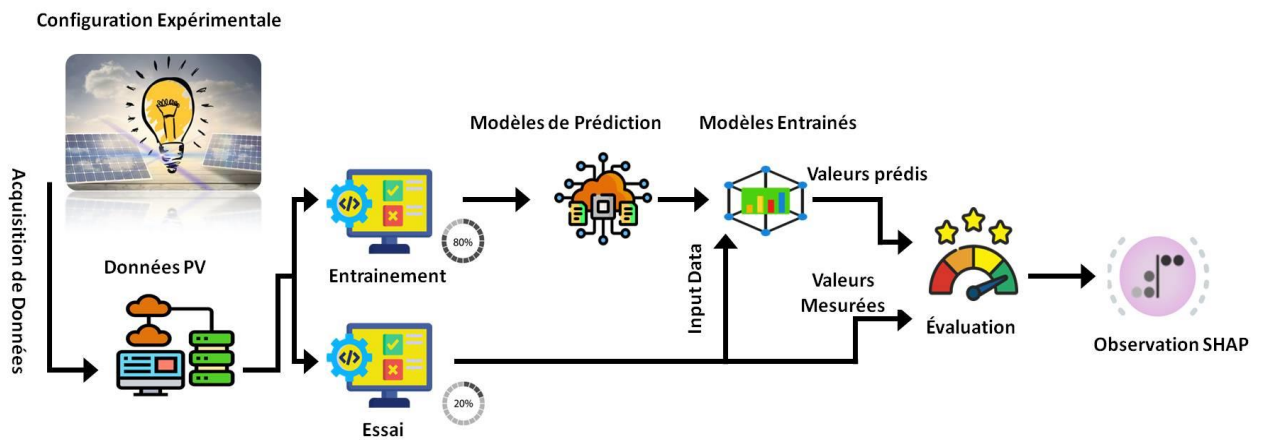 Configuration Expérimentale
Acquisition de Données
Données PV
Entrainement
80%
Essai
20%
Modèles de Prédiction
Modèles Entrainés
Input Data
Valeurs prédis
Valeurs
Mesurées
Évaluation
Observation SHAP